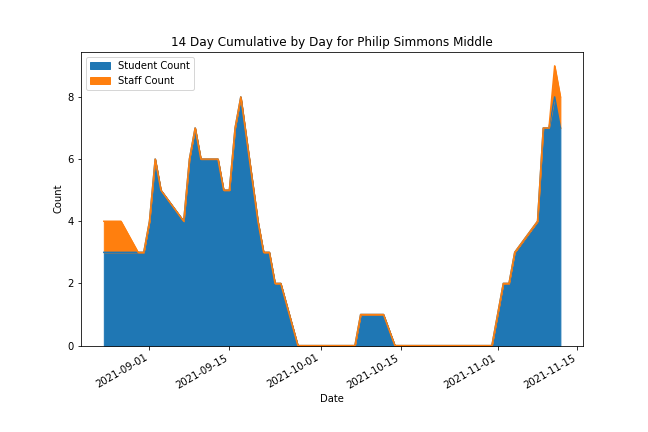 14 Day Cumulative by Day for Philip Simmons Middle
Student Count
Staff Count
8
6
4
2
0
Count
2021-09-01
2021-09-15
2021-10-01
2021-10-15
2021-11-01
2021-11-15
Date